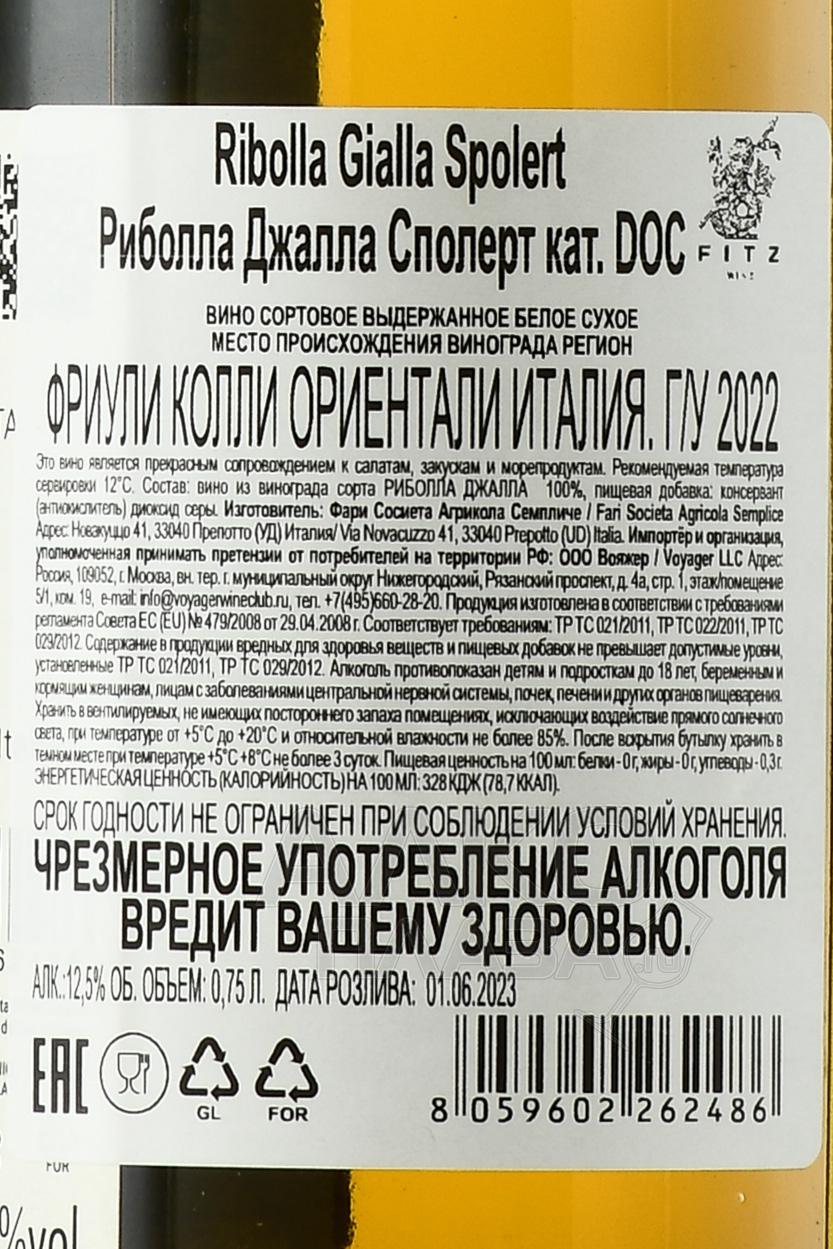 Ribolla Gialla Spolert
Риболла Джалла Сполерт кат. DOC
FITZ
WINE
ВИНО СОРТОВОЕ ВЫДЕРЖАННОЕ БЕЛОЕ СУХОЕ
МЕСТО ПРОИСХОЖДЕНИЯ ВИНОГРАДА РЕГИОН
ФРИУЛИ КОЛЛИ ОРИЕНТАЛИ ИТАЛИЯ. Г/У 2022
Это вино является прекрасным сопровождением к салатам, закускам и морепродуктам. Рекомендуемая температура
сервировки 12°С. Состав: вино из винограда сорта РИБОЛЛА ДЖАЛЛА 100%, пищевая добавка: консервант
(антиокислитель) диоксид серы. Изготовитель: Фари Сосиета Агрикола Семпличе / Fari Societa Agricola Semplice
Адрес: Новакуццо 41, 33040 Препотто (УД) Италия/ Via Novacuzzo 41, 33040 Prepotto (UD) Italia. Импортёр и организация,
уполномоченная принимать претензии от потребителей на территории РФ: ООО Вояжер / Voyager LLC Адрес:
Россия, 109052, г. Москва, вн. тер. г. муниципальный округ Нижегородский, Рязанский проспект, д. 4а, стр. 1, этаж/помещение
5/1, ком. 19, e-mail: info@voyagerwineclub.ru, тел. +7(495)660-28-20. Продукция изготовлена в соответствии с требованиями
регламента Совета ЕС (EU) № 479/2008 от 29.04.2008 г. Соответствует требованиям: ТР ТС 021/2011, ТР ТС 022/2011, ТР ТС
029/2012. Содержание в продукции вредных для здоровья веществ и пищевых добавок не превышает допустимые уровни,
установленные ТР ТС 021/2011, ТР ТС 029/2012. Алкоголь противопоказан детям и подросткам до 18 лет, беременным и
кормящим женщинам, лицам с заболеваниями центральной нервной системы, почек, печени и других органов пищеварения.
Хранить в вентилируемых, не имеющих постороннего запаха помещениях, исключающих воздействие прямого солнечного
света, при температуре от +5°С до +20°С и относительной влажности не более 85%. После вскрытия бутылку хранить в
темном месте при температуре +5°С +8°С не более 3 суток. Пищевая ценность на 100 мл: белки - 0 г, жиры - 0 г, углеводы - 0,3 г.
ЭНЕРГЕТИЧЕСКАЯ ЦЕННОСТЬ (КАЛОРИЙНОСТЬ) НА 100 МЛ: 328 КДЖ (78,7 ККАЛ).
СРОК ГОДНОСТИ НЕ ОГРАНИЧЕН ПРИ СОБЛЮДЕНИИ УСЛОВИЙ ХРАНЕНИЯ.
ЧРЕЗМЕРНОЕ УПОТРЕБЛЕНИЕ АЛКОГОЛЯ
ВРЕДИТ ВАШЕМУ ЗДОРОВЬЮ.
АЛК.:12,5% ОБ. ОБЪЕМ: 0,75 Л. ДАТА РОЗЛИВА: 01.06.2023
EAC
GL
FOR
8 059602 262486
FOR
%vol